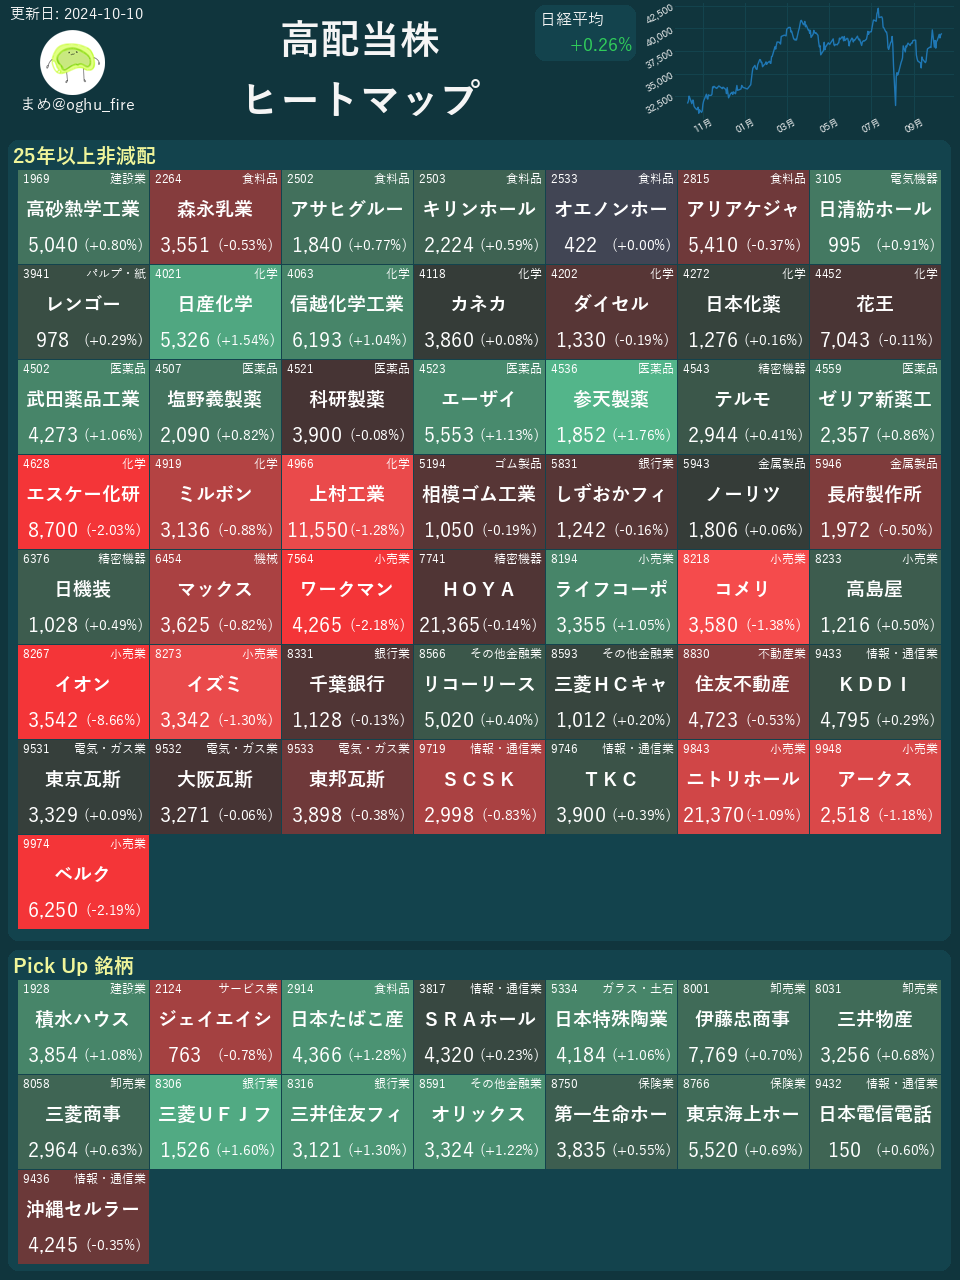 更新日: 2024-10-10
まめ@oghu_fire
高配当株
ヒートマップ
日経平均
+0.26%
42,500
40,000
37,500
35,000
32,500
11月 01月 03月 05月 07月 09月
25年以上非減配
1969 建設業 2264 食料品 2502 食料品 2503 食料品 2533 食料品 2815 食料品 3105 電気機器
高砂熱学工業 森永乳業 アサヒグルー キリンホール オエノンホー アリアケジャ 日清紡ホール
5,040 (+0.80%) 3,551 (-0.53%) 1,840 (+0.77%) 2,224 (+0.59%) 422 (+0.00%) 5,410 (-0.37%) 995 (+0.91%)
3941 パルプ・紙 4021 化学 4063 化学 4118 化学 4202 化学 4272 化学 4452 化学
レンゴー 日産化学 信越化学工業 カネカ ダイセル 日本化薬 花王
978 (+0.29%) 5,326 (+1.54%) 6,193 (+1.04%) 3,860 (+0.08%) 1,330 (-0.19%) 1,276 (+0.16%) 7,043 (-0.11%)
4502 医薬品 4507 医薬品 4521 医薬品 4523 医薬品 4536 医薬品 4543 精密機器 4559 医薬品
武田薬品工業 塩野義製薬 科研製薬 エーザイ 参天製薬 テルモ ゼリア新薬工
4,273 (+1.06%) 2,090 (+0.82%) 3,900 (-0.08%) 5,553 (+1.13%) 1,852 (+1.76%) 2,944 (+0.41%) 2,357 (+0.86%)
4628 化学 4919 化学 4966 化学 5194 ゴム製品 5831 銀行業 5943 金属製品 5946 金属製品
エスケー化研 ミルボン 上村工業 相模ゴム工業 しずおかフィ ノーリツ 長府製作所
8,700 (-2.03%) 3,136 (-0.88%) 11,550 (-1.28%) 1,050 (-0.19%) 1,242 (-0.16%) 1,806 (+0.06%) 1,972 (-0.50%)
6376 精密機器 6454 機械 7564 小売業 7741 精密機器 8194 小売業 8218 小売業 8233 小売業
日機装 マックス ワークマン ＨＯＹＡ ライフコーポ コメリ 高島屋
1,028 (+0.49%) 3,625 (-0.82%) 4,265 (-2.18%) 21,365 (-0.14%) 3,355 (+1.05%) 3,580 (-1.38%) 1,216 (+0.50%)
8267 小売業 8273 小売業 8331 銀行業 8566 その他金融業 8593 その他金融業 8830 不動産業 9433 情報・通信業
イオン イズミ 千葉銀行 リコーリース 三菱ＨＣキャ 住友不動産 ＫＤＤＩ
3,542 (-8.66%) 3,342 (-1.30%) 1,128 (-0.13%) 5,020 (+0.40%) 1,012 (+0.20%) 4,723 (-0.53%) 4,795 (+0.29%)
9531 電気・ガス業 9532 電気・ガス業 9533 電気・ガス業 9719 情報・通信業 9746 情報・通信業 9843 小売業 9948 小売業
東京瓦斯 大阪瓦斯 東邦瓦斯 ＳＣＳＫ ＴＫＣ ニトリホール アークス
3,329 (+0.09%) 3,271 (-0.06%) 3,898 (-0.38%) 2,998 (-0.83%) 3,900 (+0.39%) 21,370 (-1.09%) 2,518 (-1.18%)
9974 小売業
ベルク
6,250 (-2.19%)
Pick Up 銘柄
1928 建設業 2124 サービス業 2914 食料品 3817 情報・通信業 5334 ガラス・土石 8001 卸売業 8031 卸売業
積水ハウス ジェイエイシ 日本たばこ産 ＳＲＡホール 日本特殊陶業 伊藤忠商事 三井物産
3,854 (+1.08%) 763 (-0.78%) 4,366 (+1.28%) 4,320 (+0.23%) 4,184 (+1.06%) 7,769 (+0.70%) 3,256 (+0.68%)
8058 卸売業 8306 銀行業 8316 銀行業 8591 その他金融業 8750 保険業 8766 保険業 9432 情報・通信業
三菱商事 三菱ＵＦＪフ 三井住友フィ オリックス 第一生命ホー 東京海上ホー 日本電信電話
2,964 (+0.63%) 1,526 (+1.60%) 3,121 (+1.30%) 3,324 (+1.22%) 3,835 (+0.55%) 5,520 (+0.69%) 150 (+0.60%)
9436 情報・通信業
沖縄セルラー
4,245 (-0.35%)